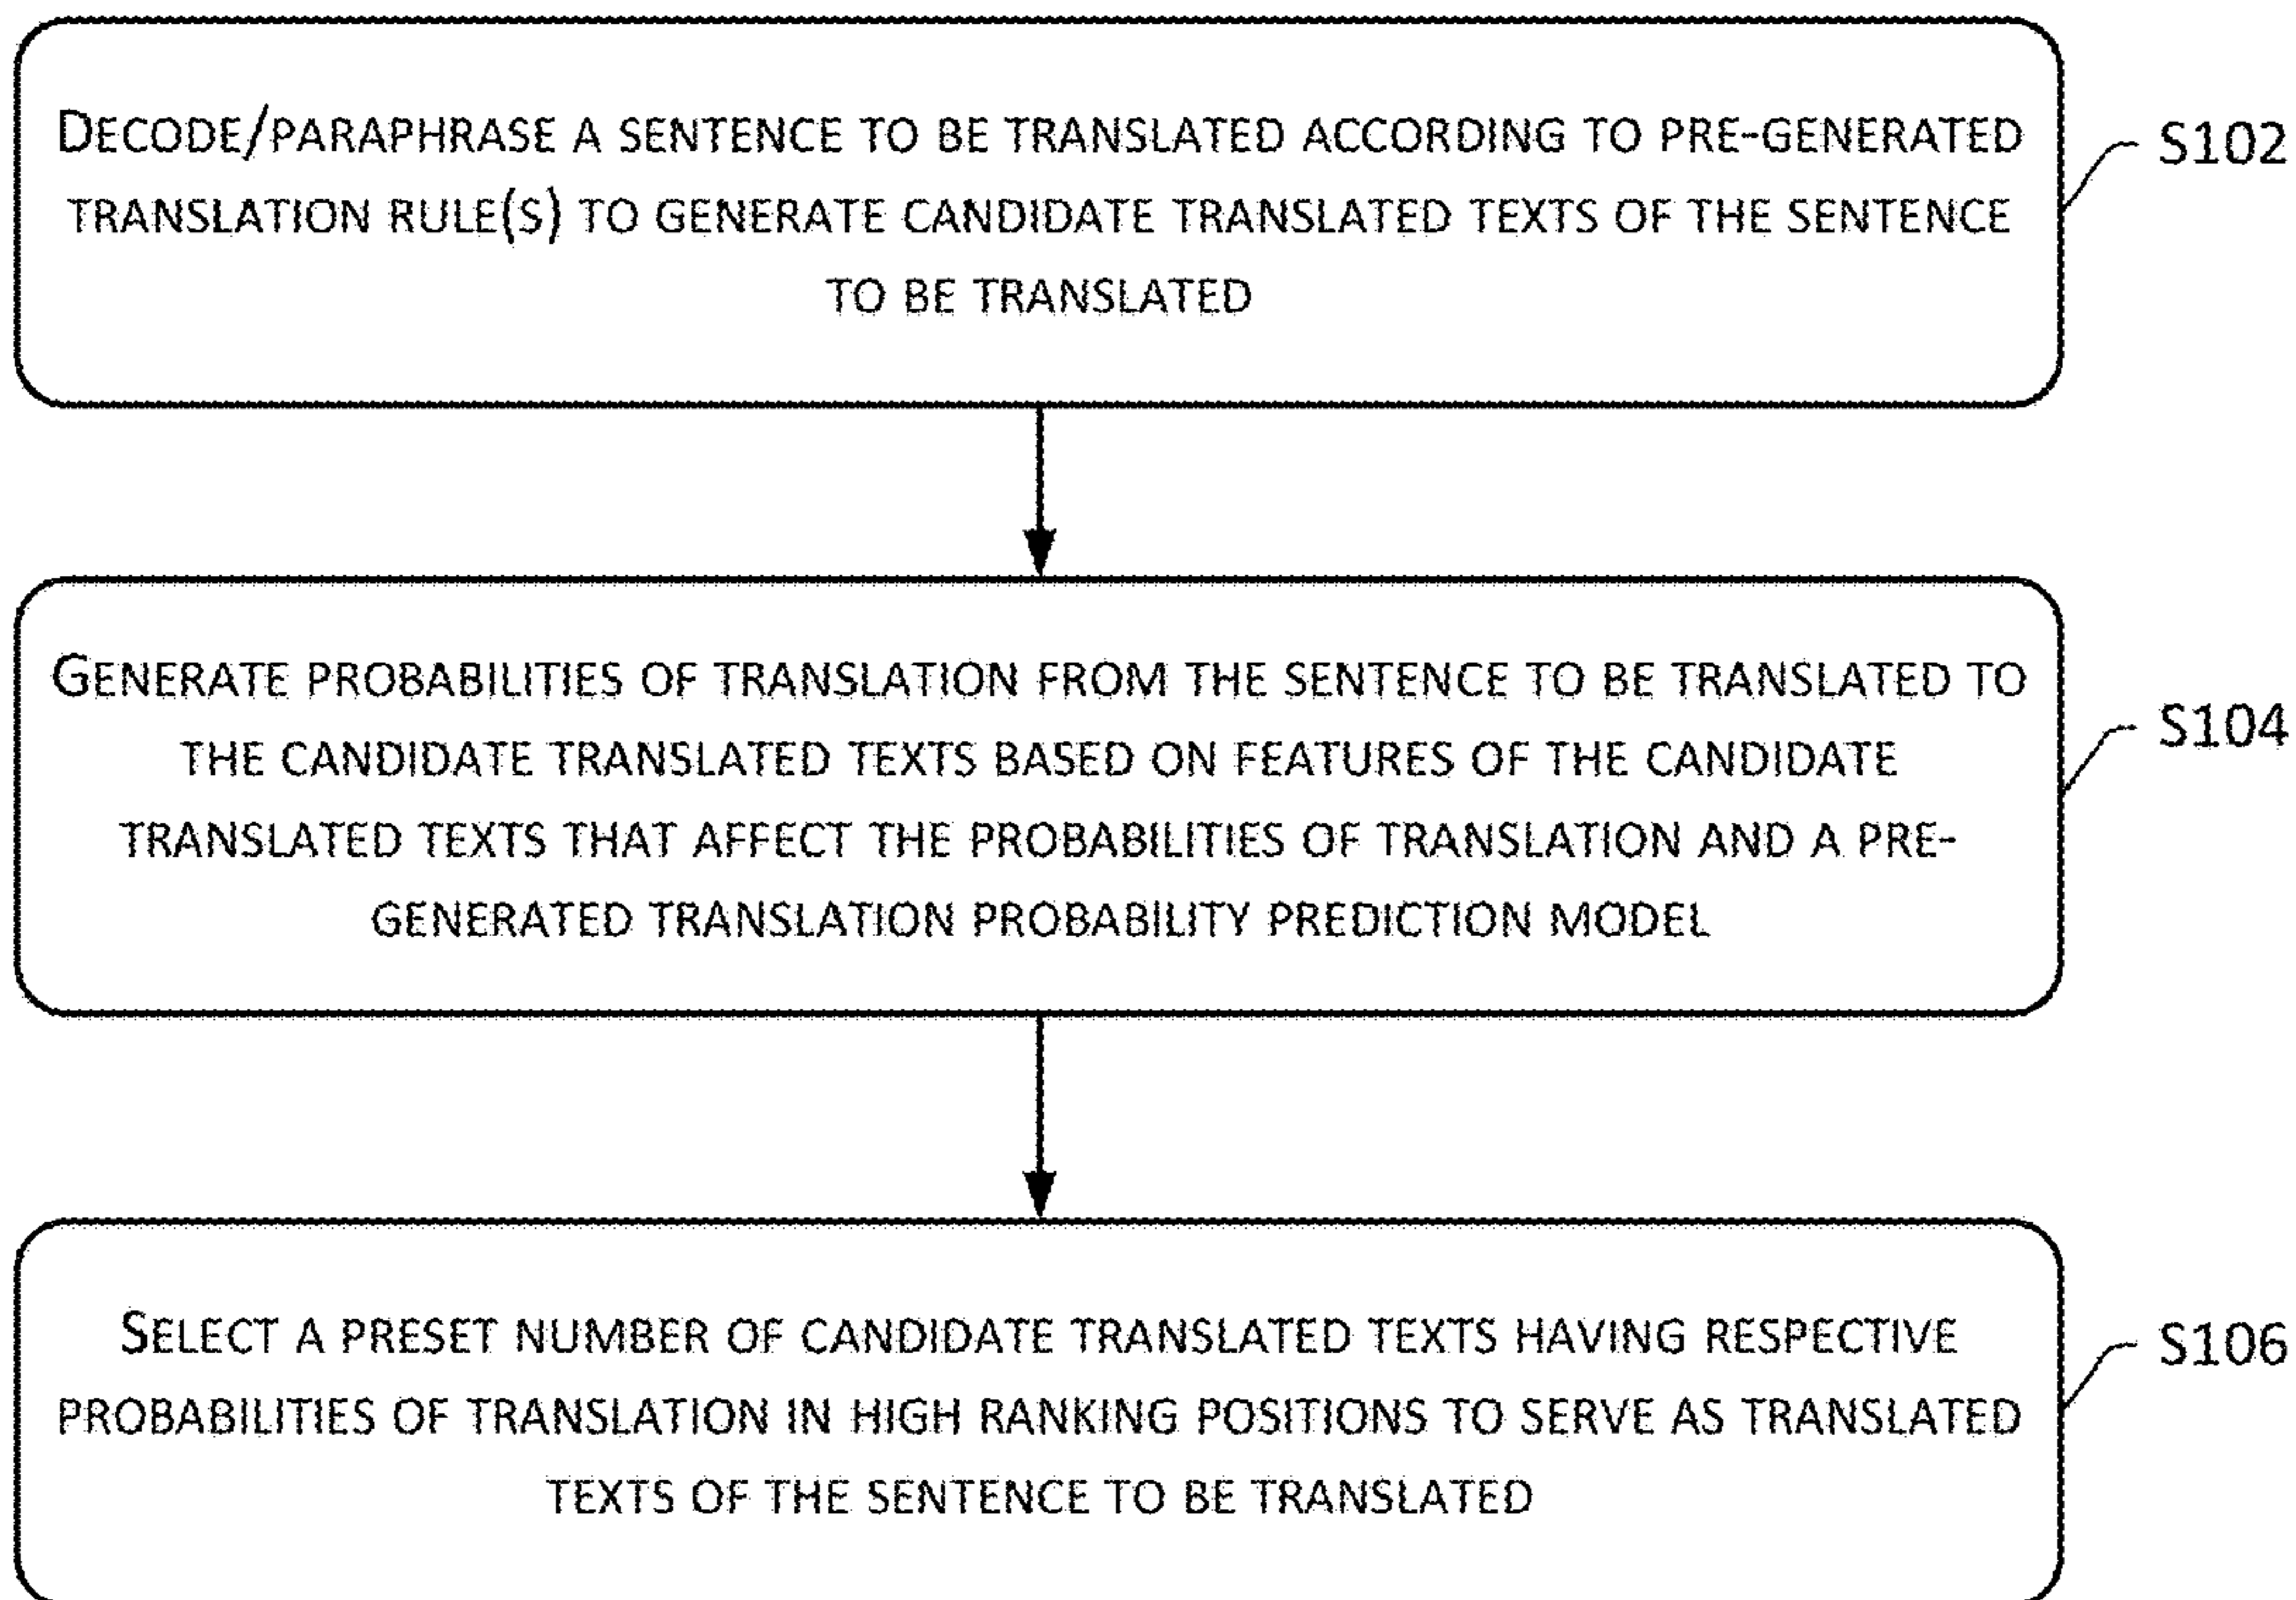 DECODE/PARAPHRASE A SENTENCE TO BE TRANSLATED ACCORDING TO PRE-GENERATED
TRANSLATION RULE(S) TO GENERATE CANDIDATE TRANSLATED TEXTS OF THE SENTENCE
TO BE TRANSLATED
S102
GENERATE PROBABILITIES OF TRANSLATION FROM THE SENTENCE TO BE TRANSLATED TO
THE CANDIDATE TRANSLATED TEXTS BASED ON FEATURES OF THE CANDIDATE
TRANSLATED TEXTS THAT AFFECT THE PROBABILITIES OF TRANSLATION AND A PRE-
GENERATED TRANSLATION PROBABILITY PREDICTION MODEL
S104
SELECT A PRESET NUMBER OF CANDIDATE TRANSLATED TEXTS HAVING RESPECTIVE
PROBABILITIES OF TRANSLATION IN HIGH RANKING POSITIONS TO SERVE AS TRANSLATED
TEXTS OF THE SENTENCE TO BE TRANSLATED
S106